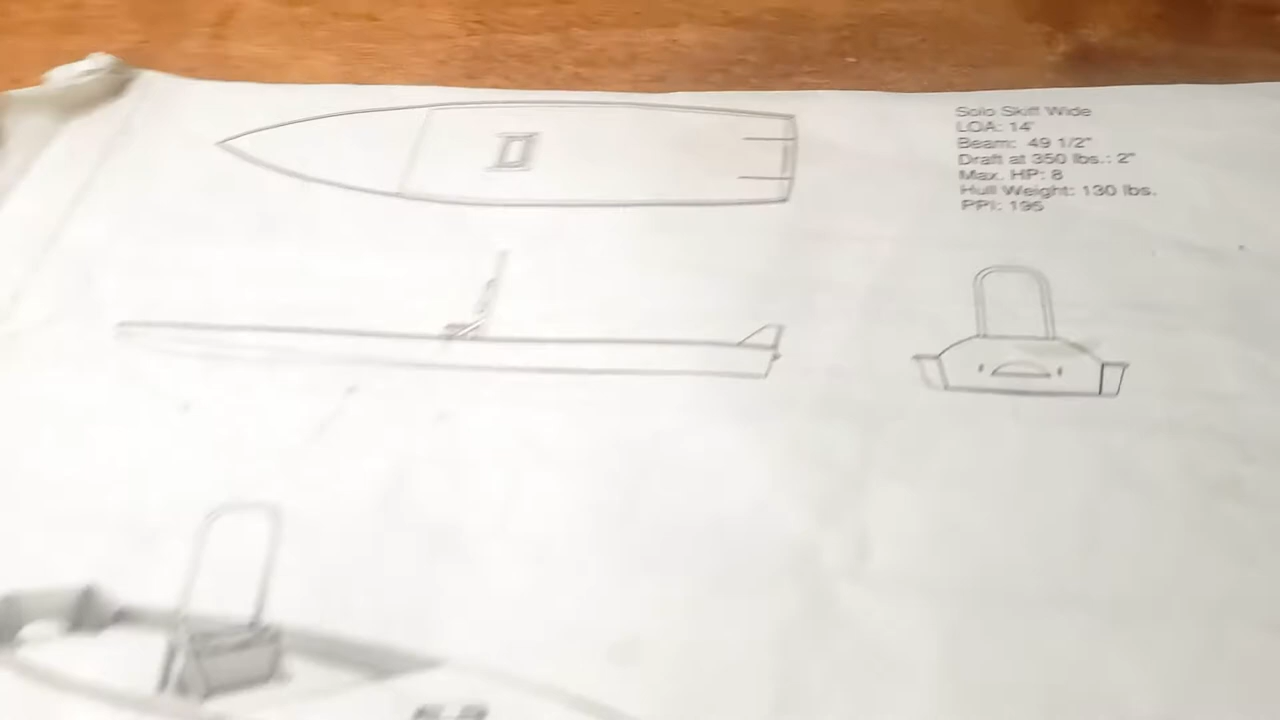 Solo Skiff Wide
LOA: 14'
Beam: 49 1/2"
Draft at 350 lbs.: 2"
Max. HP: 8
Hull Weight: 130 lbs.
PPI: 195